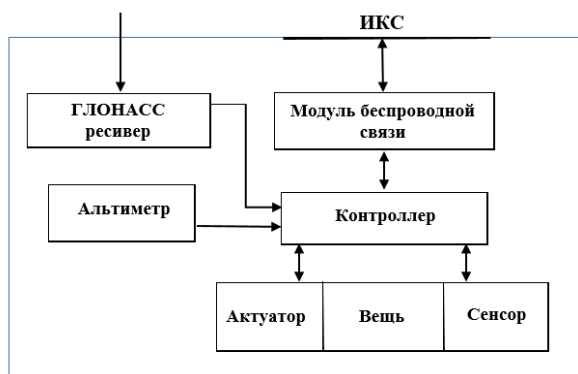 ИКС
ГЛОНАСС
ресивер
Модуль беспроводной
связи
Альтиметр
Контроллер
Актуатор
Вещь
Сенсор